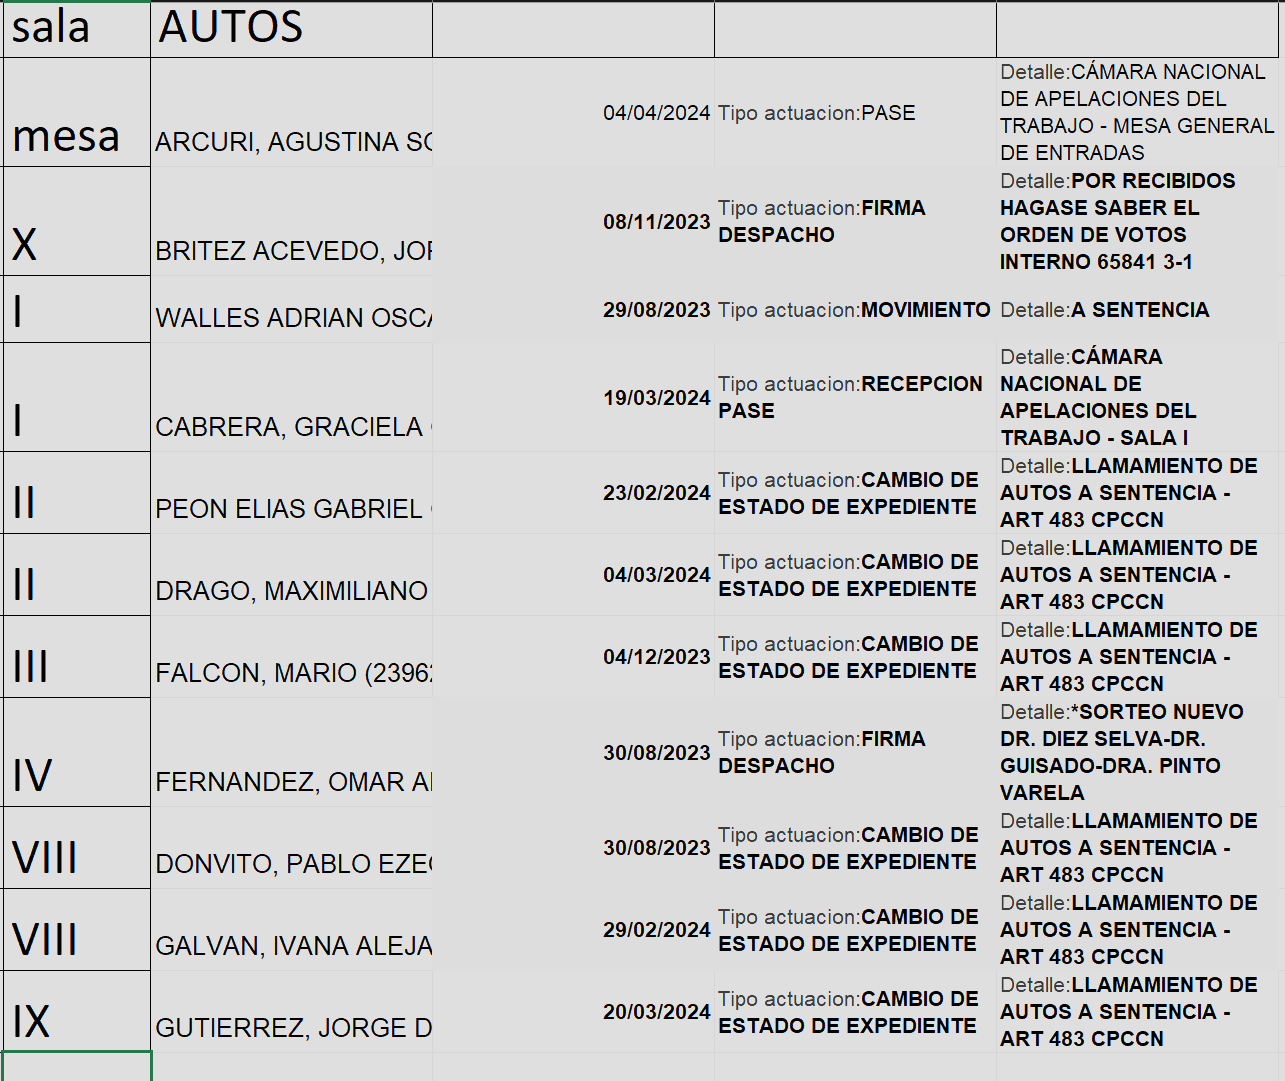 sala AUTOS
mesa ARCURI, AGUSTINA SO 04/04/2024 Tipo actuacion:PASE Detalle:CÁMARA NACIONAL
DE APELACIONES DEL
TRABAJO - MESA GENERAL
DE ENTRADAS
X BRITEZ ACEVEDO, JOR 08/11/2023 Tipo actuacion:FIRMA
DESPACHO
Detalle:POR RECIBIDOS
HAGASE SABER EL
ORDEN DE VOTOS
INTERNO 65841 3-1
I WALLES ADRIAN OSCA 29/08/2023 Tipo actuacion:MOVIMIENTO Detalle:A SENTENCIA
I CABRERA, GRACIELA 19/03/2024 Tipo actuacion:RECEPCION
PASE
Detalle:CÁMARA
NACIONAL DE
APELACIONES DEL
TRABAJO - SALA I
II PEON ELIAS GABRIEL 23/02/2024 Tipo actuacion:CAMBIO DE
ESTADO DE EXPEDIENTE
Detalle:LLAMAMIENTO DE
AUTOS A SENTENCIA -
ART 483 CPCCN
II DRAGO, MAXIMILIANO 04/03/2024 Tipo actuacion:CAMBIO DE
ESTADO DE EXPEDIENTE
Detalle:LLAMAMIENTO DE
AUTOS A SENTENCIA -
ART 483 CPCCN
III FALCON, MARIO (23962 04/12/2023 Tipo actuacion:CAMBIO DE
ESTADO DE EXPEDIENTE
Detalle:LLAMAMIENTO DE
AUTOS A SENTENCIA -
ART 483 CPCCN
IV FERNANDEZ, OMAR 30/08/2023 Tipo actuacion:FIRMA
DESPACHO
Detalle:*SORTEO NUEVO
DR. DIEZ SELVA-DR.
GUISADO-DRA. PINTO
VARELA
VIII DONVITO, PABLO EZEQ 30/08/2023 Tipo actuacion:CAMBIO DE
ESTADO DE EXPEDIENTE
Detalle:LLAMAMIENTO DE
AUTOS A SENTENCIA -
ART 483 CPCCN
VIII GALVAN, IVANA ALEJA 29/02/2024 Tipo actuacion:CAMBIO DE
ESTADO DE EXPEDIENTE
Detalle:LLAMAMIENTO DE
AUTOS A SENTENCIA -
ART 483 CPCCN
IX GUTIERREZ, JORGE D 20/03/2024 Tipo actuacion:CAMBIO DE
ESTADO DE EXPEDIENTE
Detalle:LLAMAMIENTO DE
AUTOS A SENTENCIA -
ART 483 CPCCN